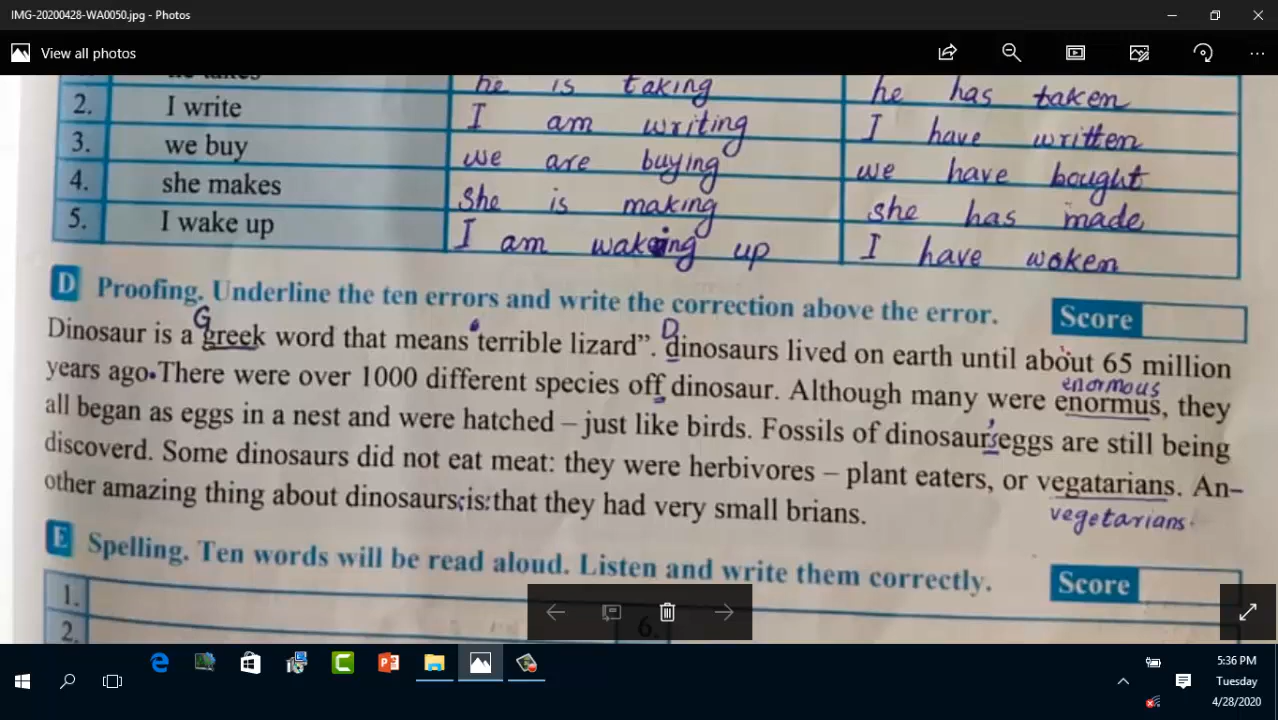 IMG-20200428-WA0050.jpg - Photos
View all photos
he takes he is taking he has taken
2. I write I am writing I have written
3. we buy we are buying we have bought
4. she makes she is making she has made
5. I wake up I am waking up I have woken
D Proofing. Underline the ten errors and write the correction above the error. Score
G D
Dinosaur is a greek word that means "terrible lizard". dinosaurs lived on earth until about 65 million
years ago. There were over 1000 different species off dinosaur. Although many were enormus, they
enormous
all began as eggs in a nest and were hatched – just like birds. Fossils of dinosaur's eggs are still being
discoverd. Some dinosaurs did not eat meat: they were herbivores – plant eaters, or vegatarians. An-
other amazing thing about dinosaurs;is:that they had very small brians.
vegetarians.
E Spelling. Ten words will be read aloud. Listen and write them correctly. Score
1.
2. 6.
5:36 PM
Tuesday
4/28/2020